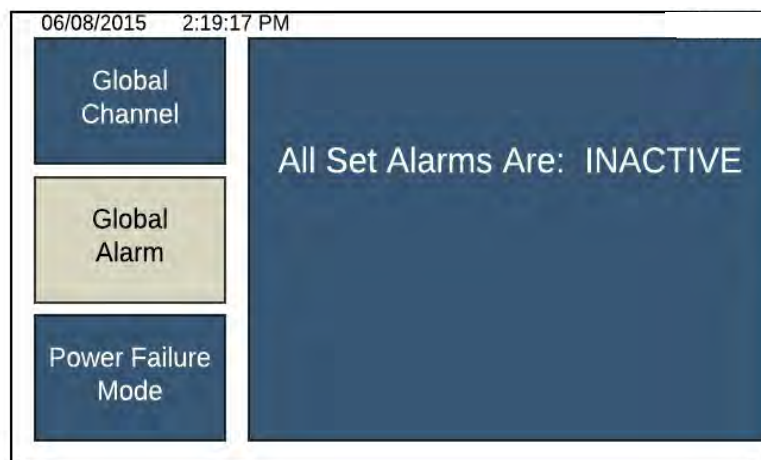 06/08/2015 2:19:17 PM
Global
Channel
All Set Alarms Are: INACTIVE
Global
Alarm
Power Failure
Mode